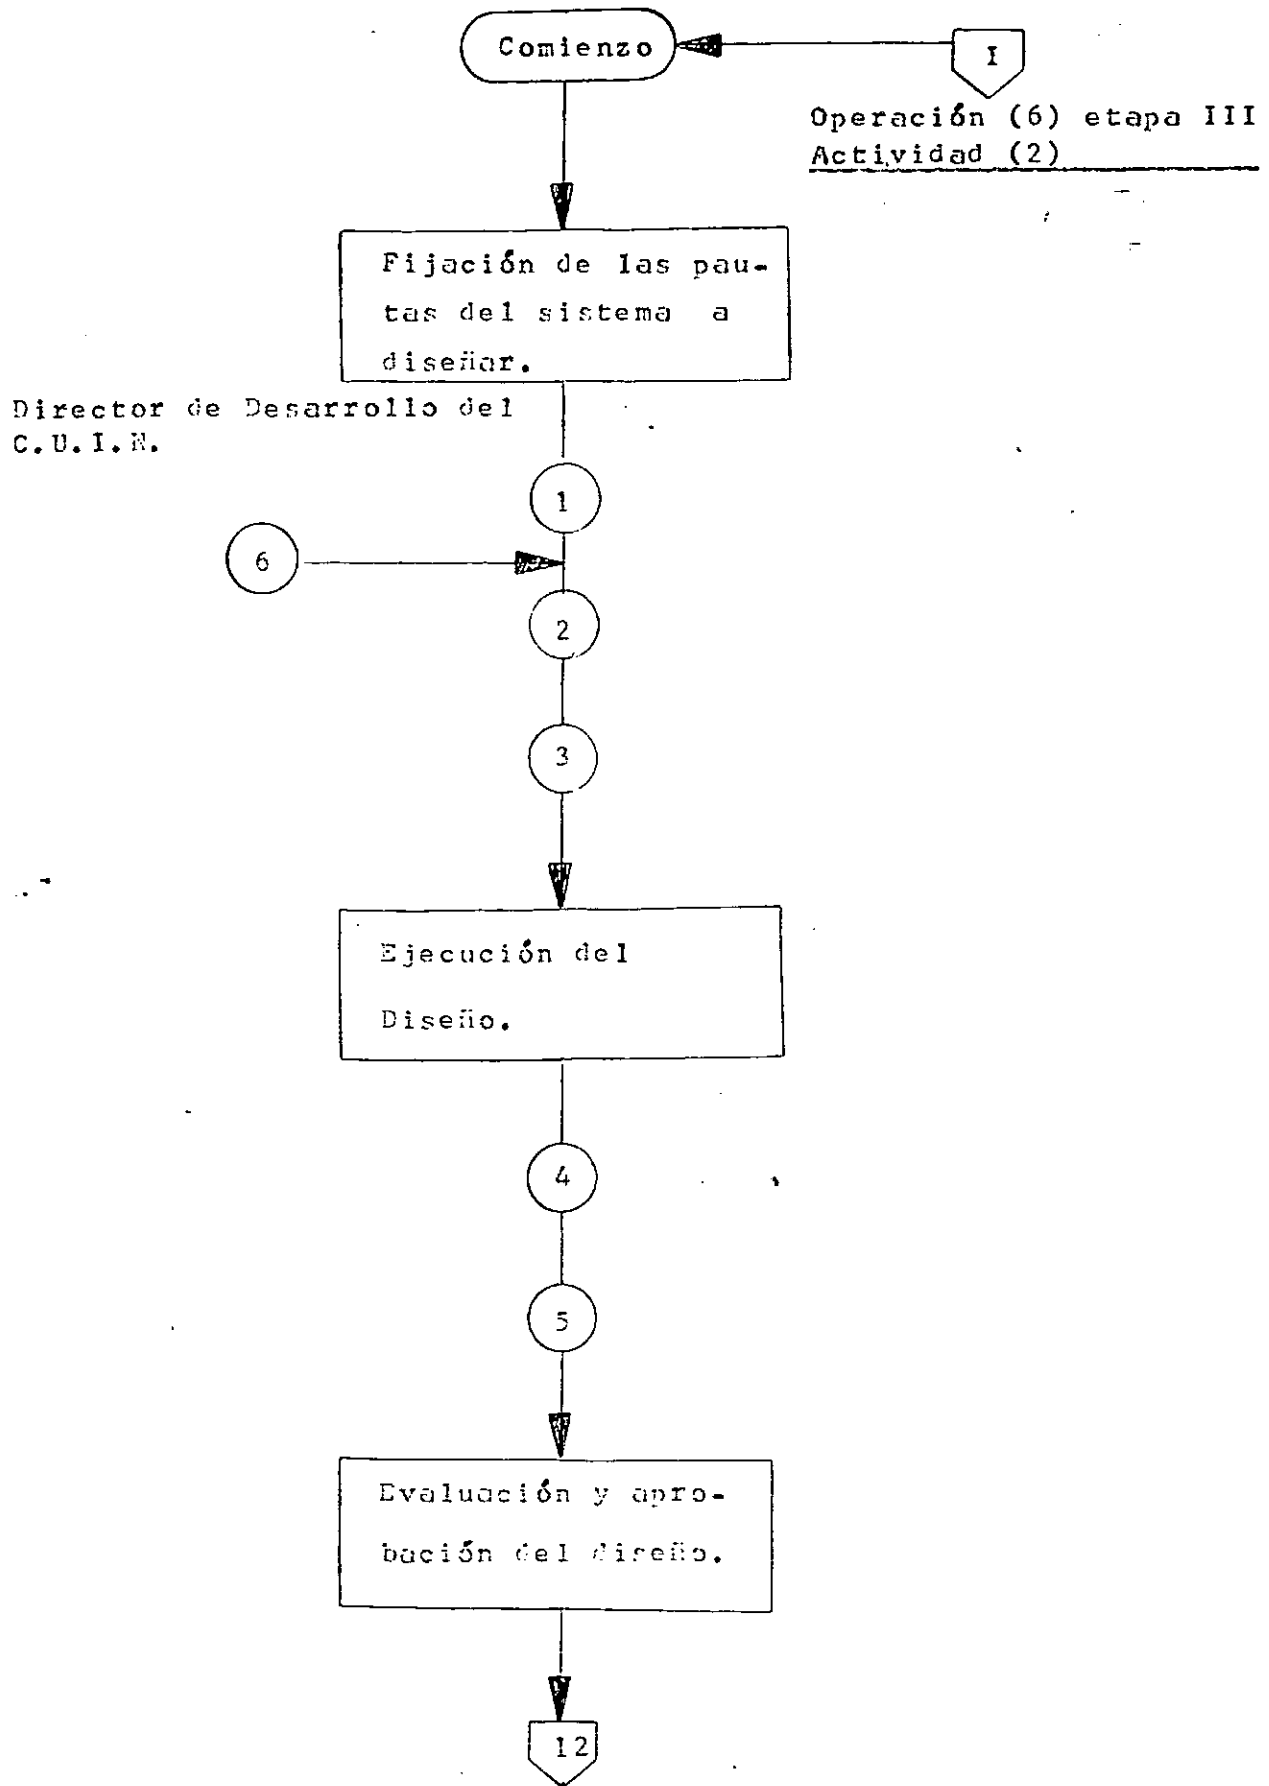 Comienzo
I
Operación (6) etapa III
Actividad (2)
Fijación de las pau-
tas del sistema a
diseñar.
Director de Desarrollo del
C.U.I.N.
1
6
2
3
Ejecución del
Diseño.
4
5
Evaluación y apro-
bación del diseño.
12